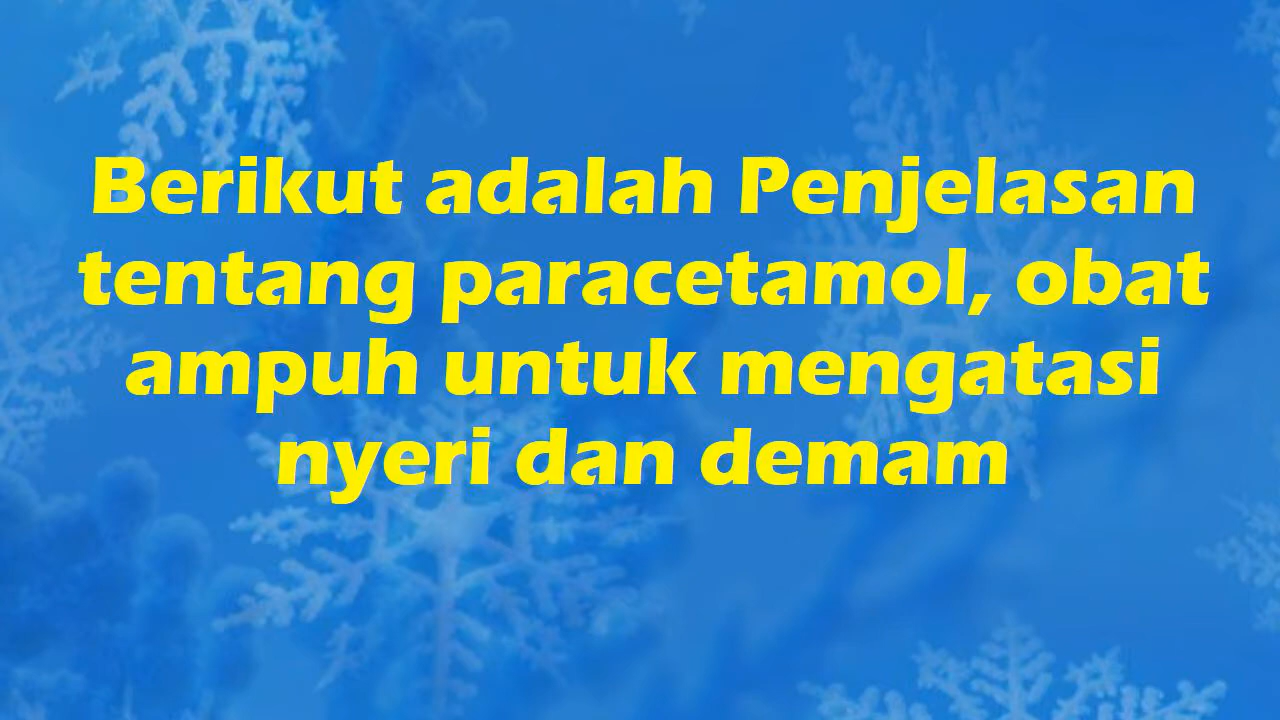 Berikut adalah Penjelasan
tentang paracetamol, obat
ampuh untuk mengatasi
nyeri dan demam